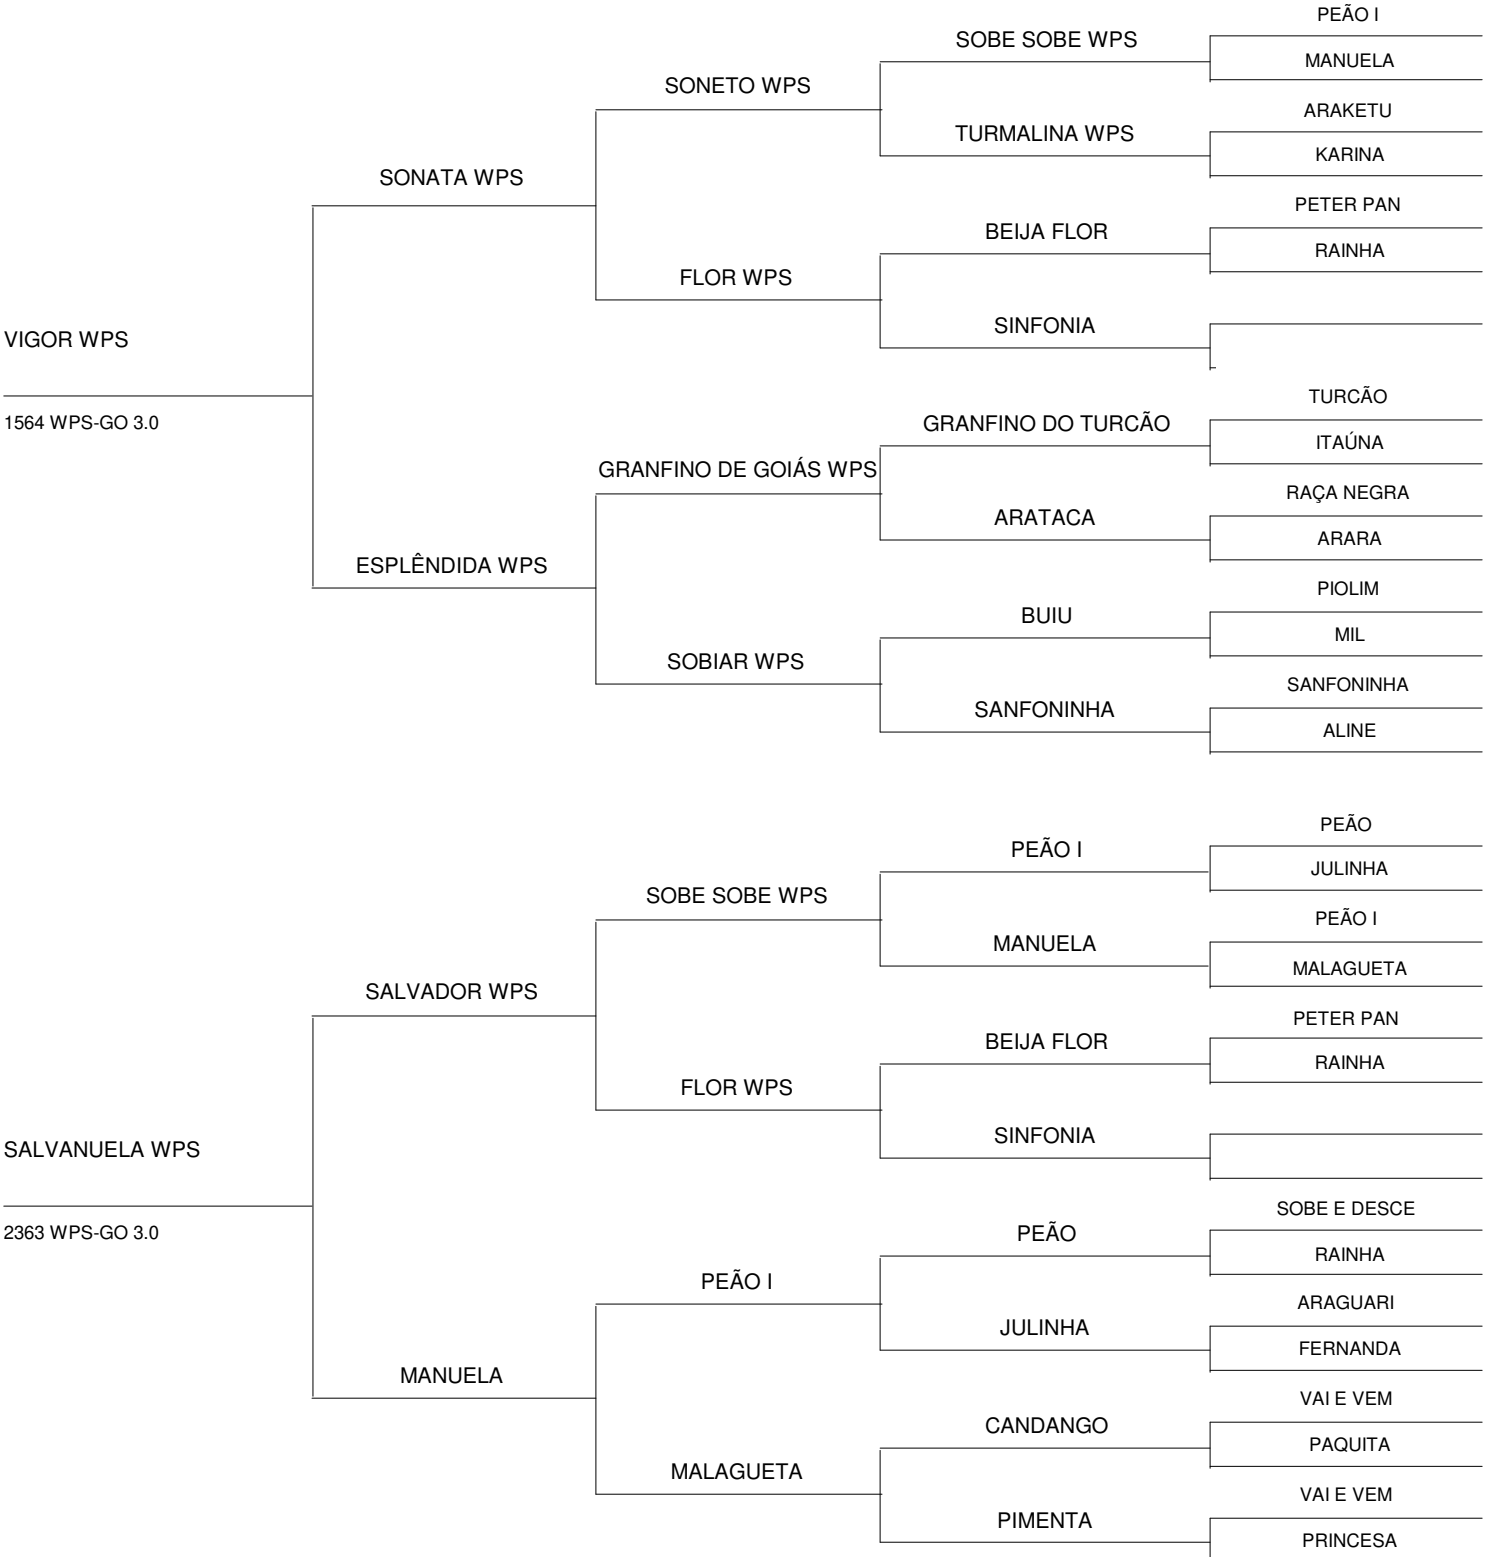 PEÃO I
SOBE SOBE WPS
MANUELA
SONETO WPS
ARAKETU
TURMALINA WPS
KARINA
SONATA WPS
PETER PAN
BEIJA FLOR
RAINHA
FLOR WPS
SINFONIA
VIGOR WPS
1564 WPS-GO 3.0
TURCÃO
GRANFINO DO TURCÃO
ITAÚNA
GRANFINO DE GOIÁS WPS
RAÇA NEGRA
ARATACA
ARARA
ESPLÊNDIDA WPS
PIOLIM
BUIU
MIL
SOBIAR WPS
SANFONINHA
SANFONINHA
ALINE
PEÃO
PEÃO I
JULINHA
SOBE SOBE WPS
PEÃO I
MANUELA
MALAGUETA
SALVADOR WPS
PETER PAN
BEIJA FLOR
RAINHA
FLOR WPS
SINFONIA
SALVANUELA WPS
2363 WPS-GO 3.0
SOBE E DESCE
PEÃO
RAINHA
PEÃO I
ARAGUARI
JULINHA
FERNANDA
MANUELA
VAI E VEM
CANDANGO
PAQUITA
MALAGUETA
VAI E VEM
PIMENTA
PRINCESA